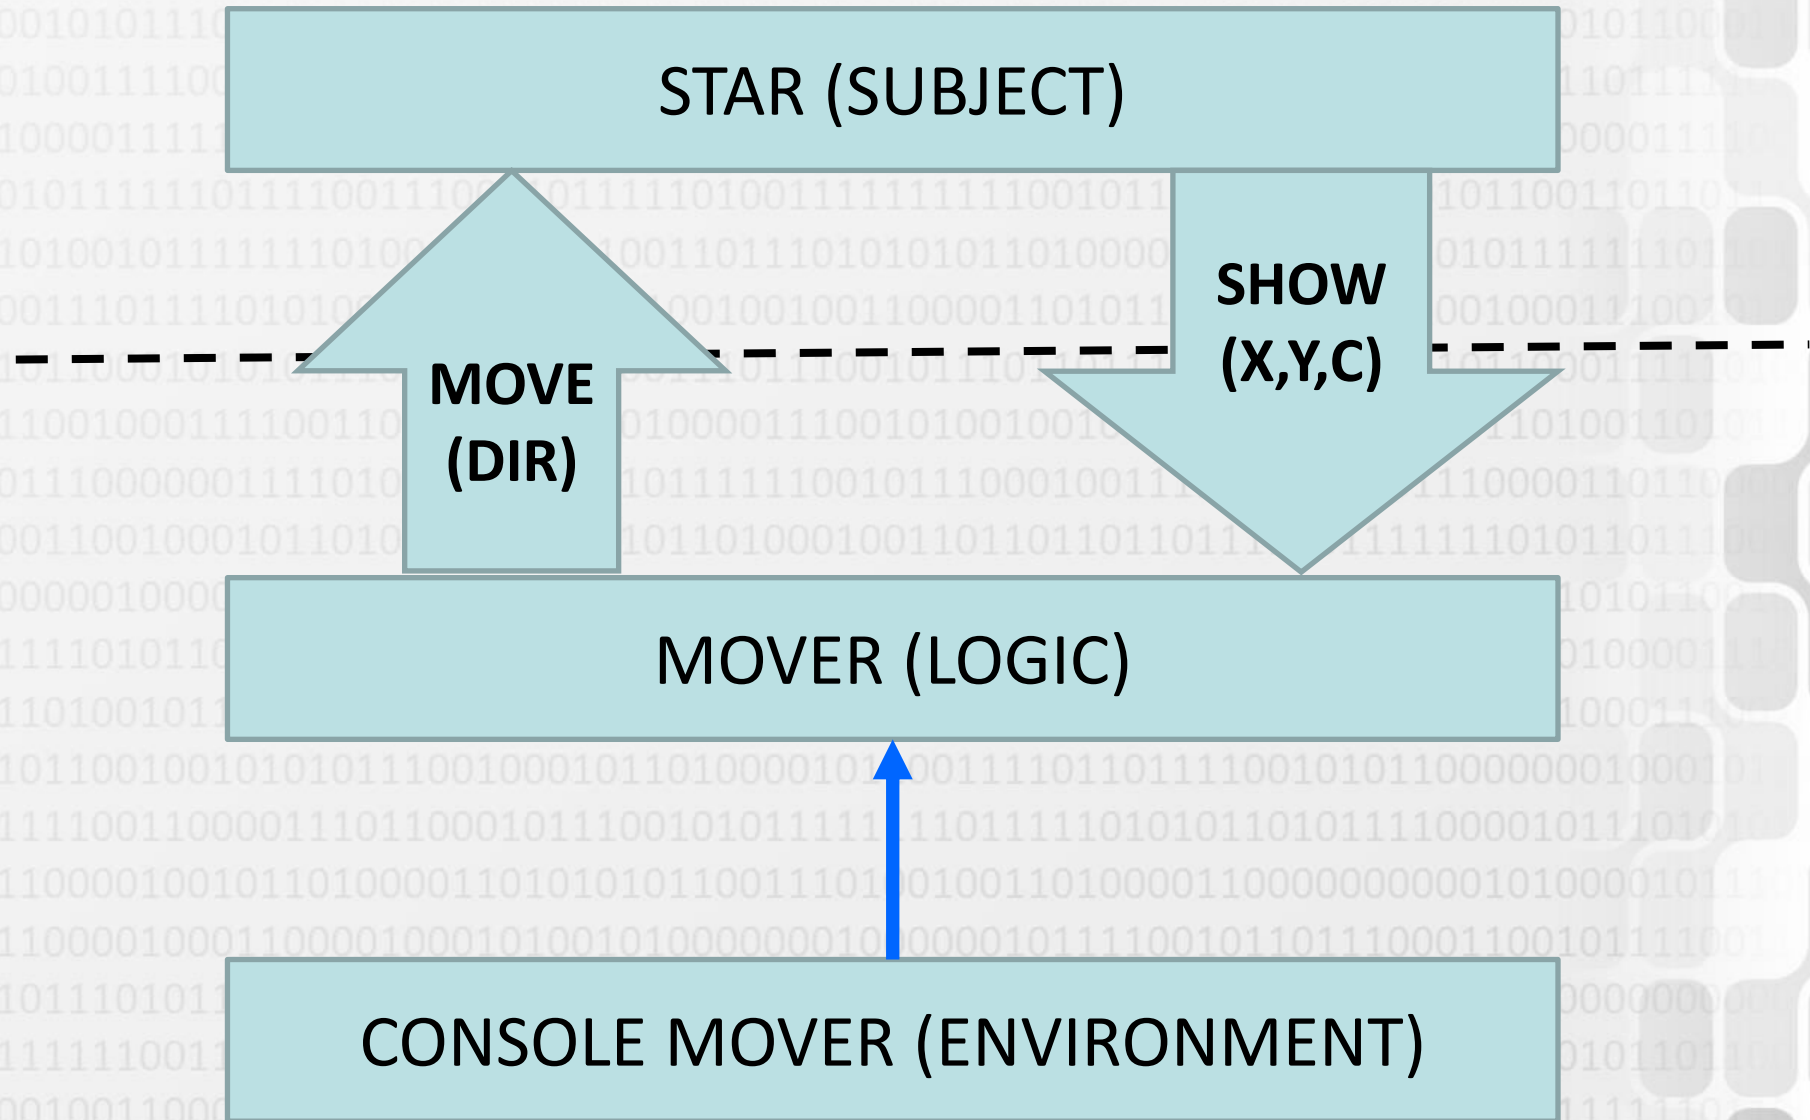 STAR (SUBJECT)
SHOW
(X,Y,C)
MOVE
(DIR)
MOVER (LOGIC)
CONSOLE MOVER (ENVIRONMENT)